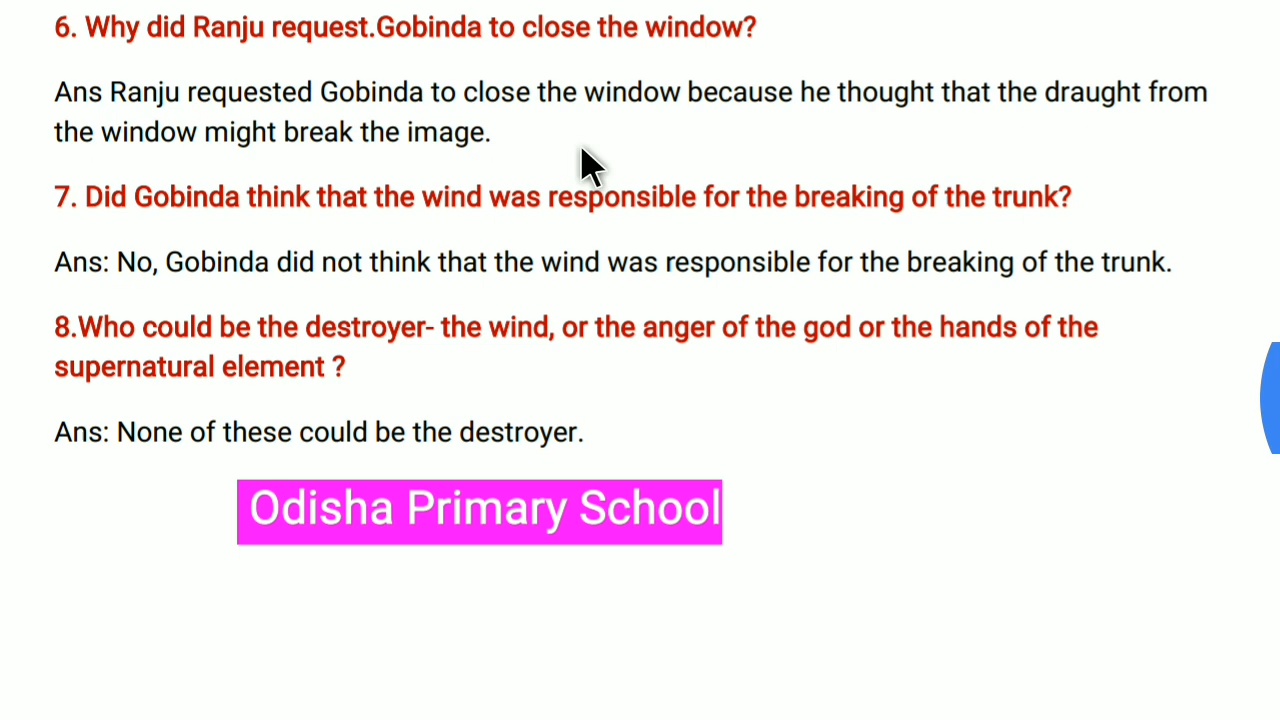 6. Why did Ranju request.Gobinda to close the window?
Ans Ranju requested Gobinda to close the window because he thought that the draught from
the window might break the image.
7. Did Gobinda think that the wind was responsible for the breaking of the trunk?
Ans: No, Gobinda did not think that the wind was responsible for the breaking of the trunk.
8.Who could be the destroyer- the wind, or the anger of the god or the hands of the
supernatural element ?
Ans: None of these could be the destroyer.
Odisha Primary School